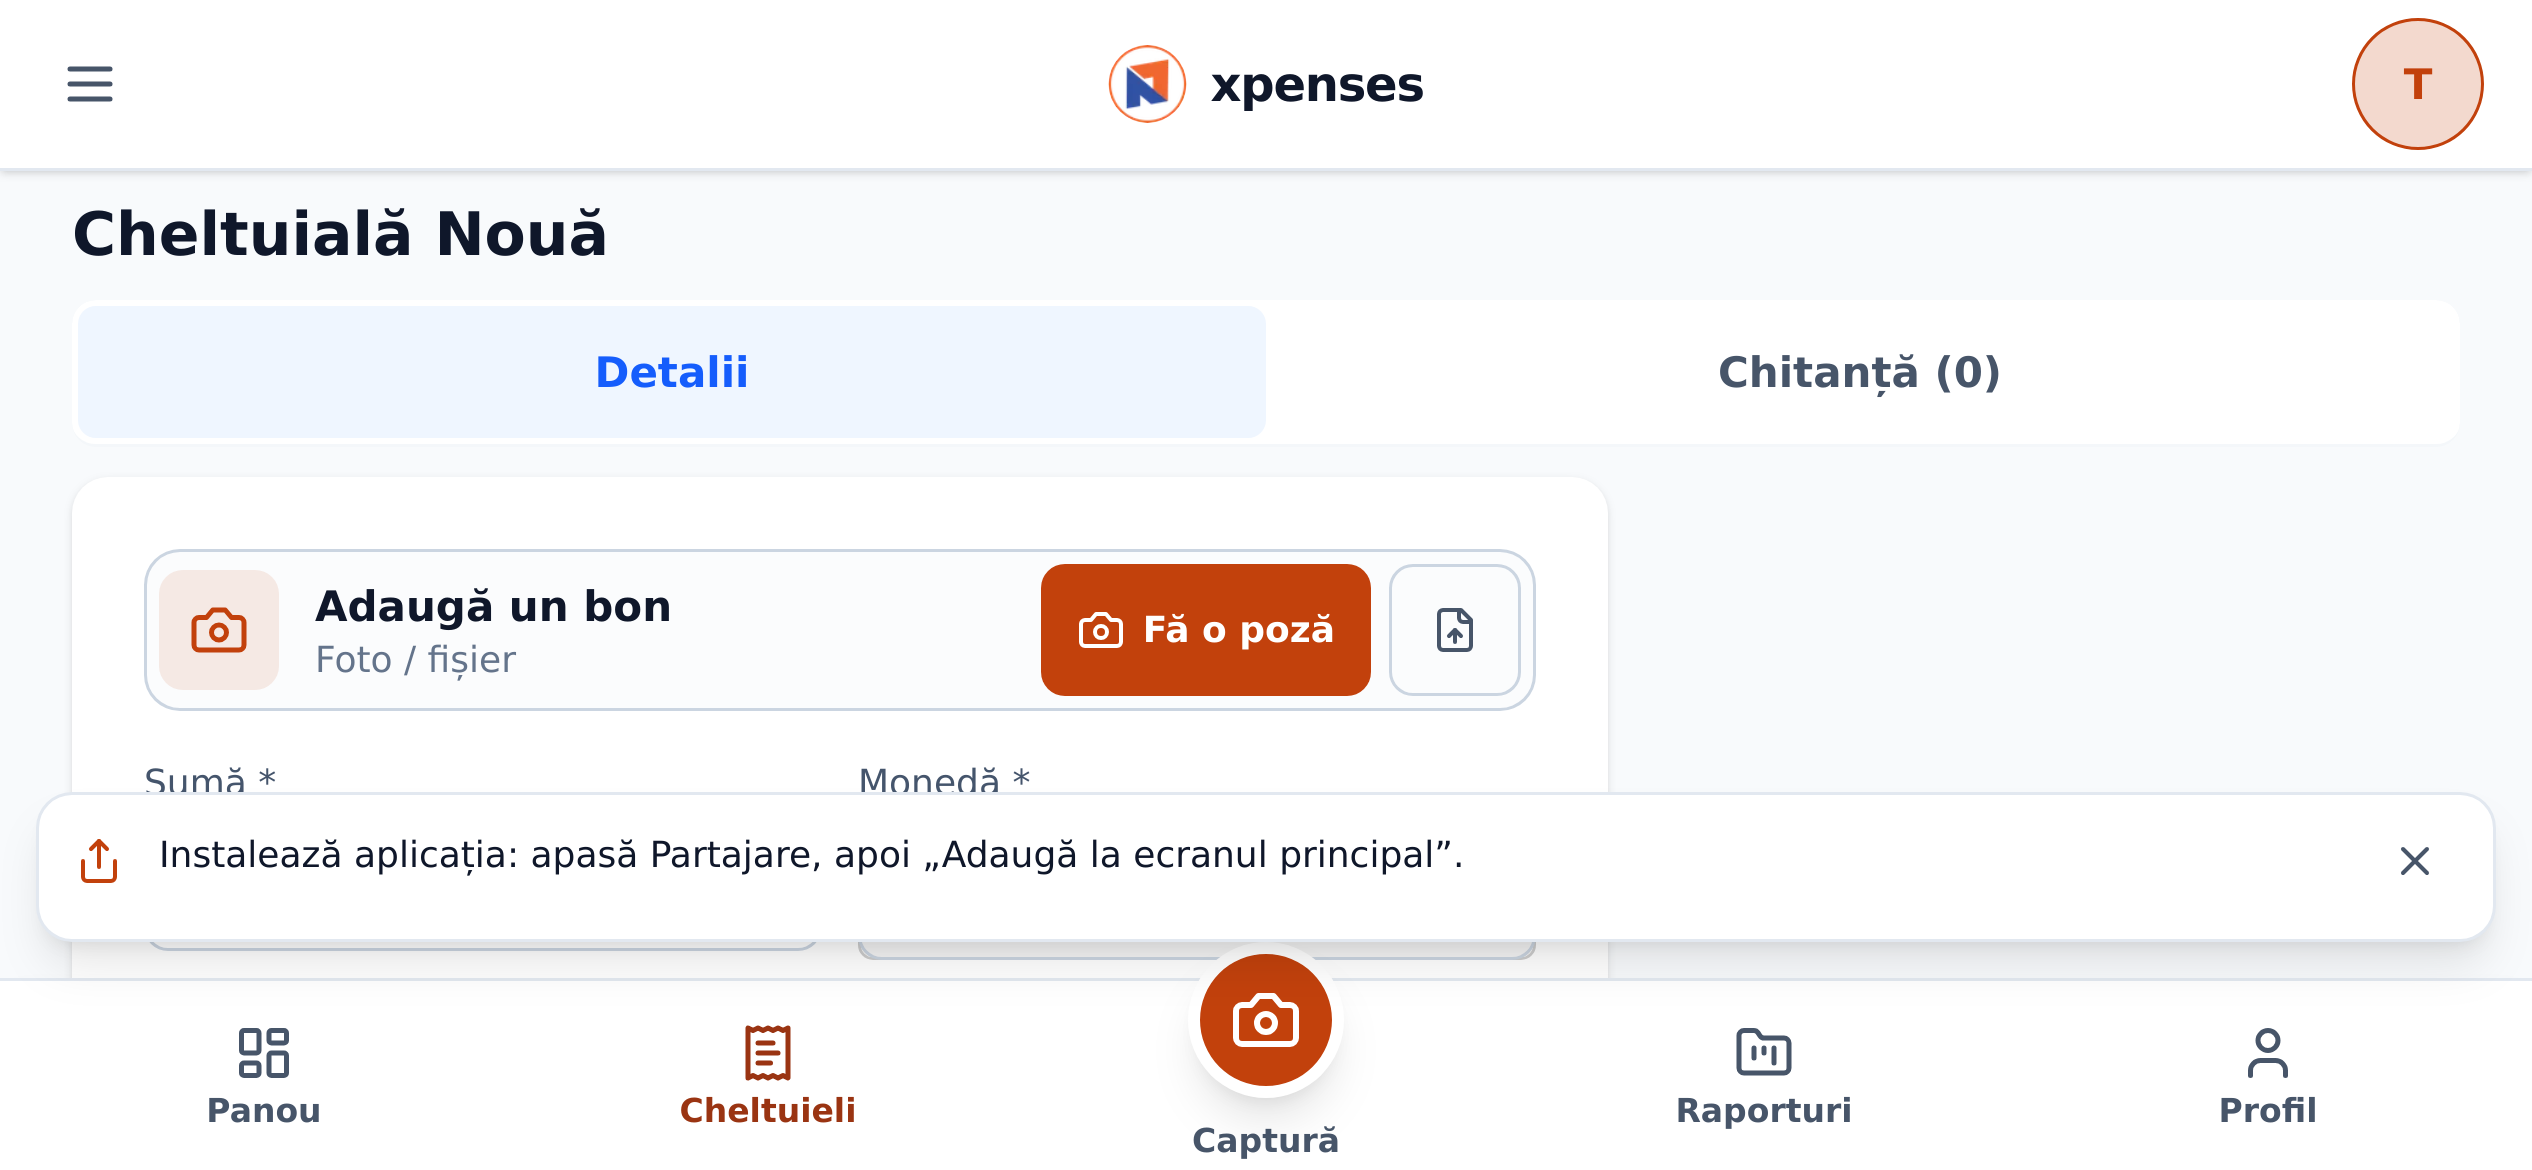 xpenses
T
Cheltuială Nouă
Detalii
Chitanță (0)
Adaugă un bon
Foto / fișier
Fă o poză
Sumă *
Monedă *
Instalează aplicația: apasă Partajare, apoi „Adaugă la ecranul principal”.
Panou
Cheltuieli
Captură
Raporturi
Profil